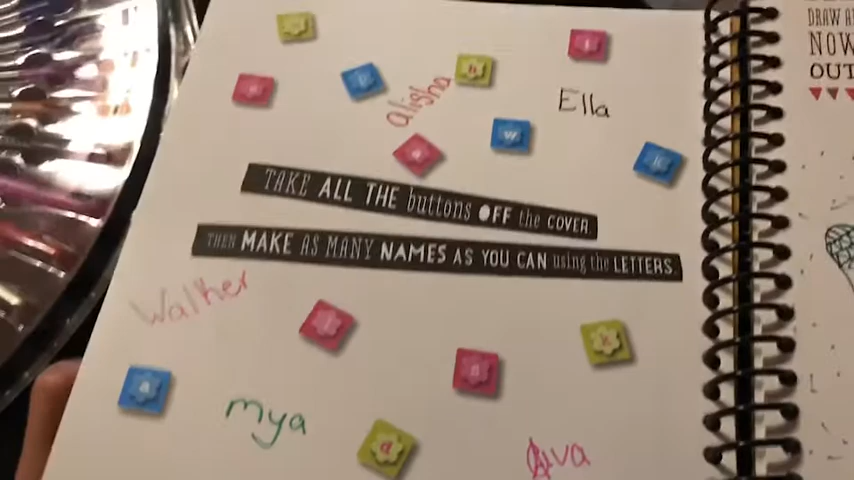 alisha
Ella
TAKE ALL THE buttons OFF the COVER.
THEN MAKE AS MANY NAMES AS YOU CAN using the LETTERS.
Walker
mya
Ava
DRAW
NOW
OUT